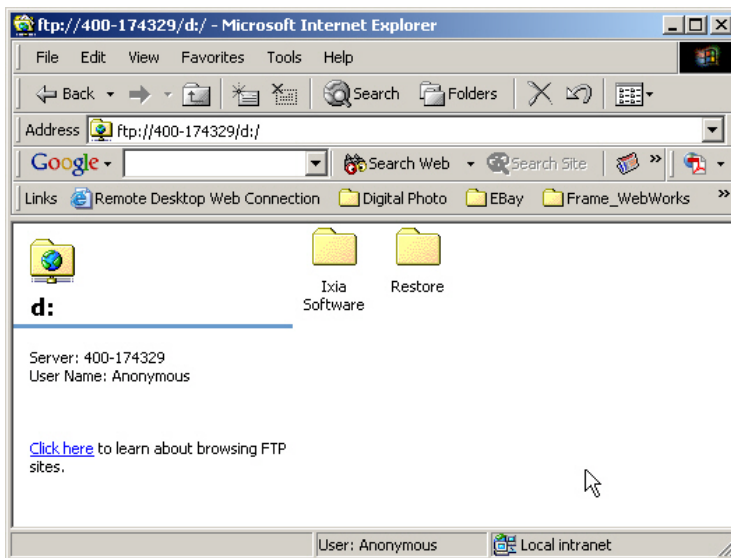 ftp://400-174329/d:/ - Microsoft Internet Explorer
File Edit View Favorites Tools Help
Back Search Folders
Address ftp://400-174329/d:/
Google Search Web Search Site »
Links Remote Desktop Web Connection Digital Photo EBay Frame_WebWorks »
d:
Server: 400-174329
User Name: Anonymous
Click here to learn about browsing FTP
sites.
Ixia
Software
Restore
User: Anonymous Local intranet